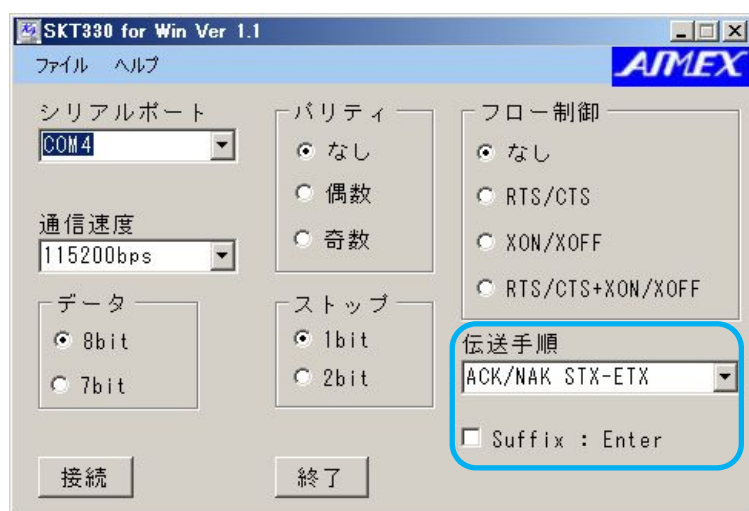 SKT330 for Win Ver 1.1
ファイル ヘルプ
AIMEX
シリアルポート
COM4
通信速度
115200bps
データ
8bit
7bit
パリティ
なし
偶数
奇数
ストップ
1bit
2bit
フロー制御
なし
RTS/CTS
XON/XOFF
RTS/CTS+XON/XOFF
伝送手順
ACK/NAK STX-ETX
Suffix : Enter
接続
終了